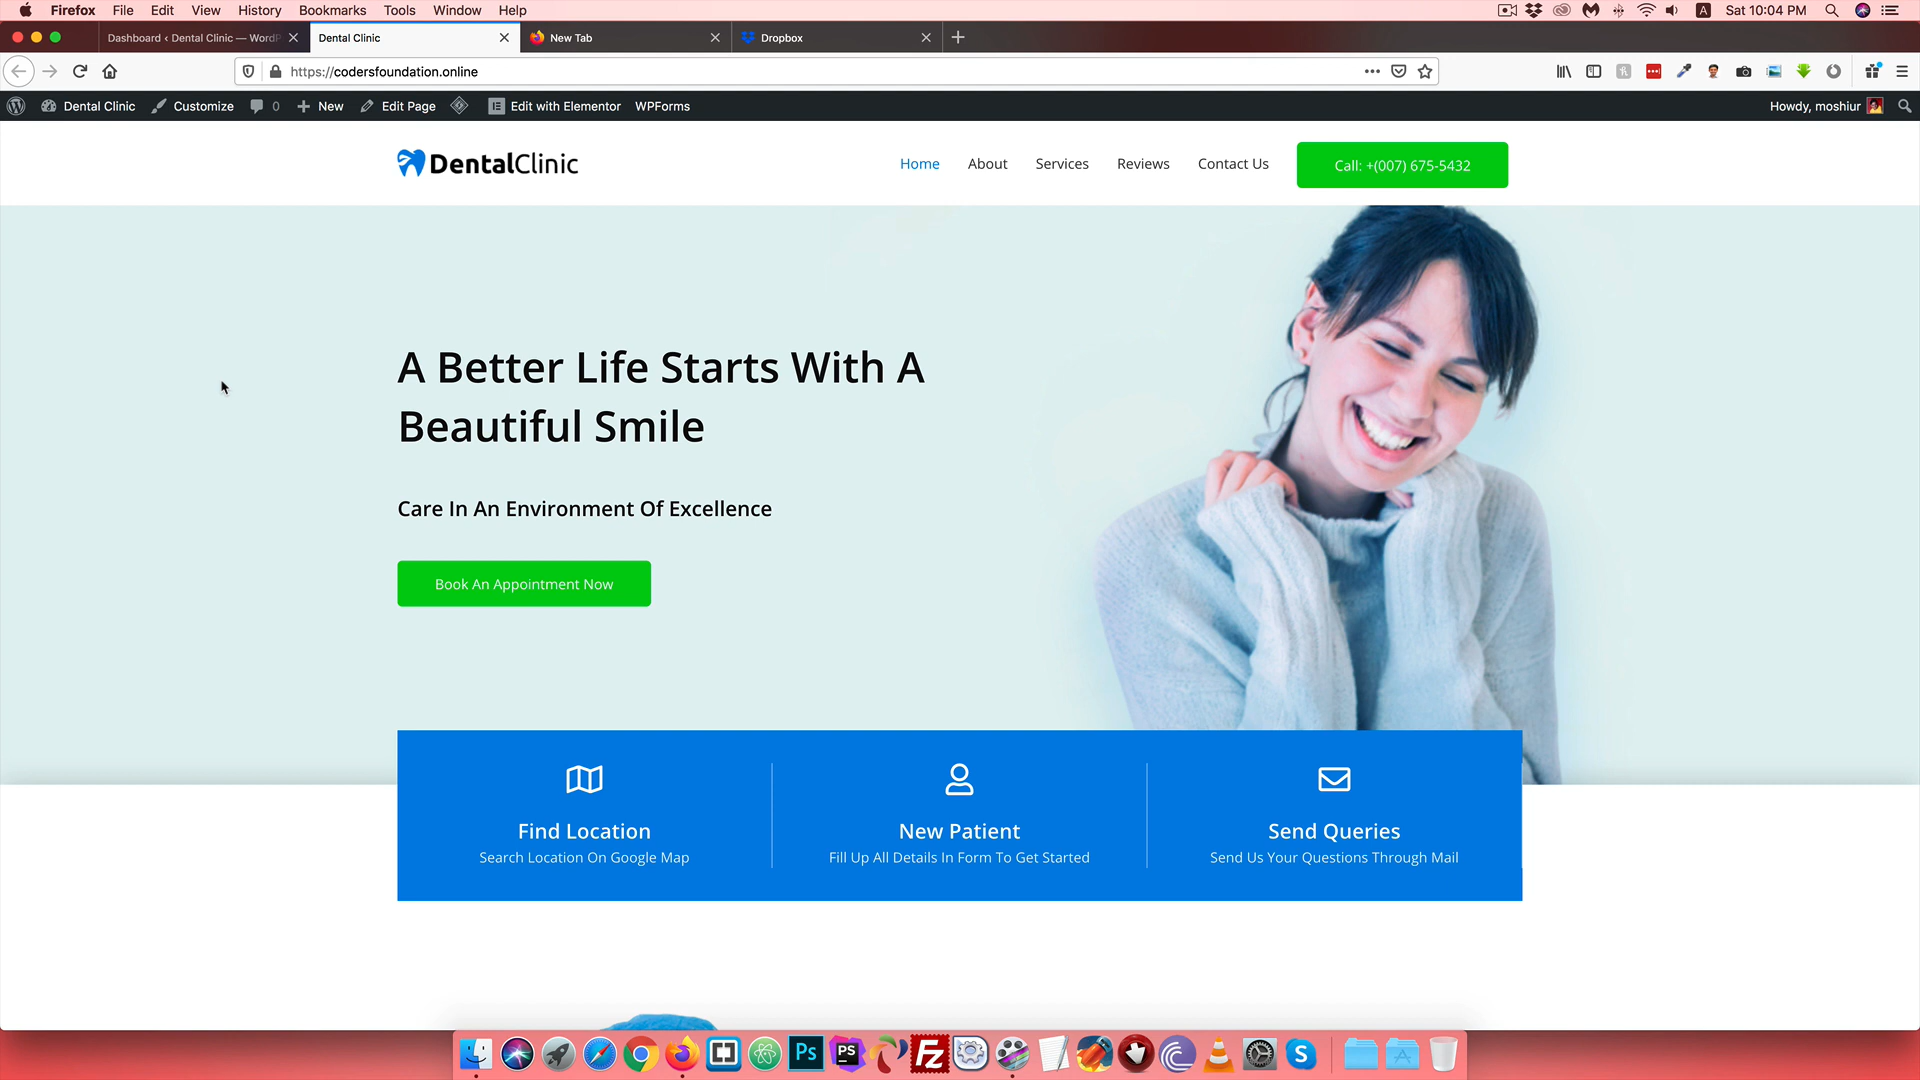 Firefox File Edit View History Bookmarks Tools Window Help
A Sat 10:04 PM
Dashboard ‹ Dental Clinic — WordP
Dental Clinic
New Tab
Dropbox
https://codersfoundation.online
Dental Clinic Customize 0 New Edit Page Edit with Elementor WPForms
Howdy, moshiur
DentalClinic
Home About Services Reviews Contact Us
Call: +(007) 675-5432
A Better Life Starts With A
Beautiful Smile
Care In An Environment Of Excellence
Book An Appointment Now
Find Location
Search Location On Google Map
New Patient
Fill Up All Details In Form To Get Started
Send Queries
Send Us Your Questions Through Mail
Ps PS FZ S